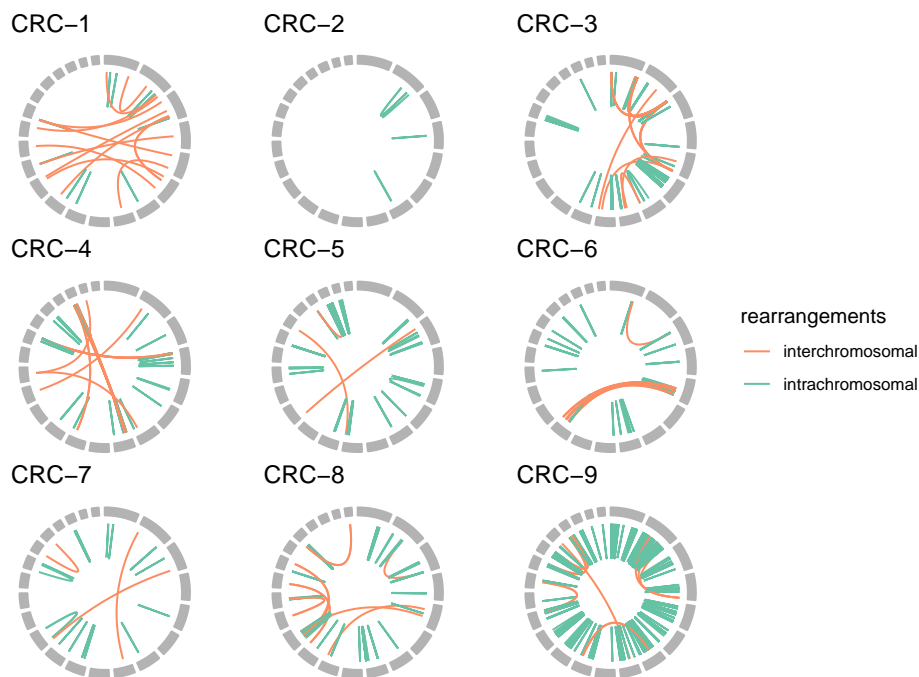 CRC−1
CRC−2
CRC−3
CRC−4
CRC−5
CRC−6
rearrangements
interchromosomal
intrachromosomal
CRC−7
CRC−8
CRC−9